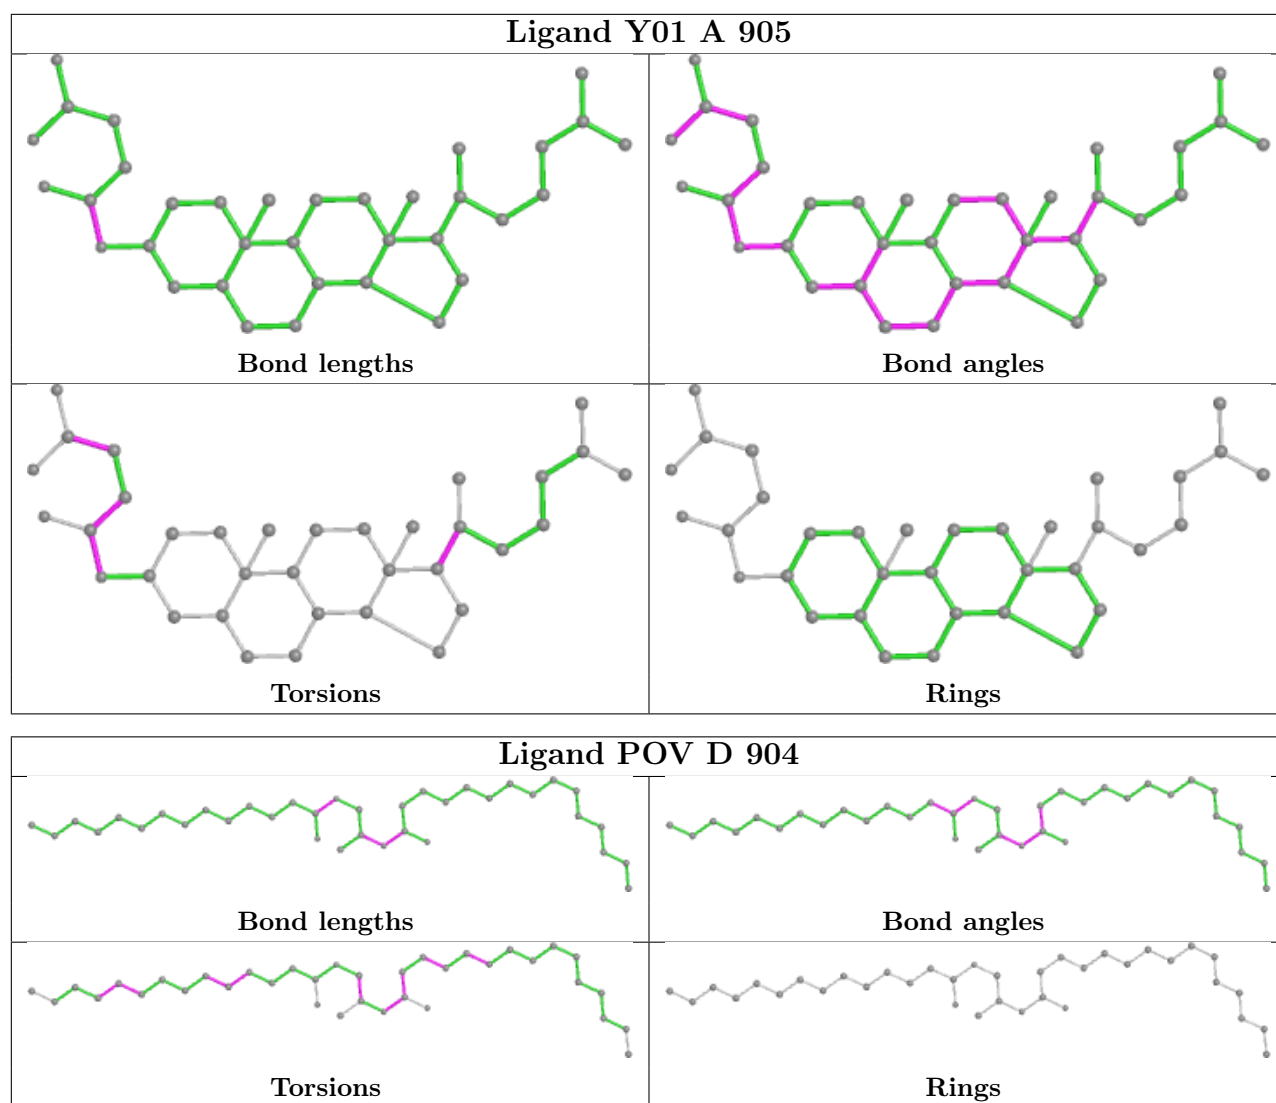 Ligand Y01 A 905
Bond lengths
Bond angles
Torsions
Rings
Ligand POV D 904
Bond lengths
Bond angles
Torsions
Rings